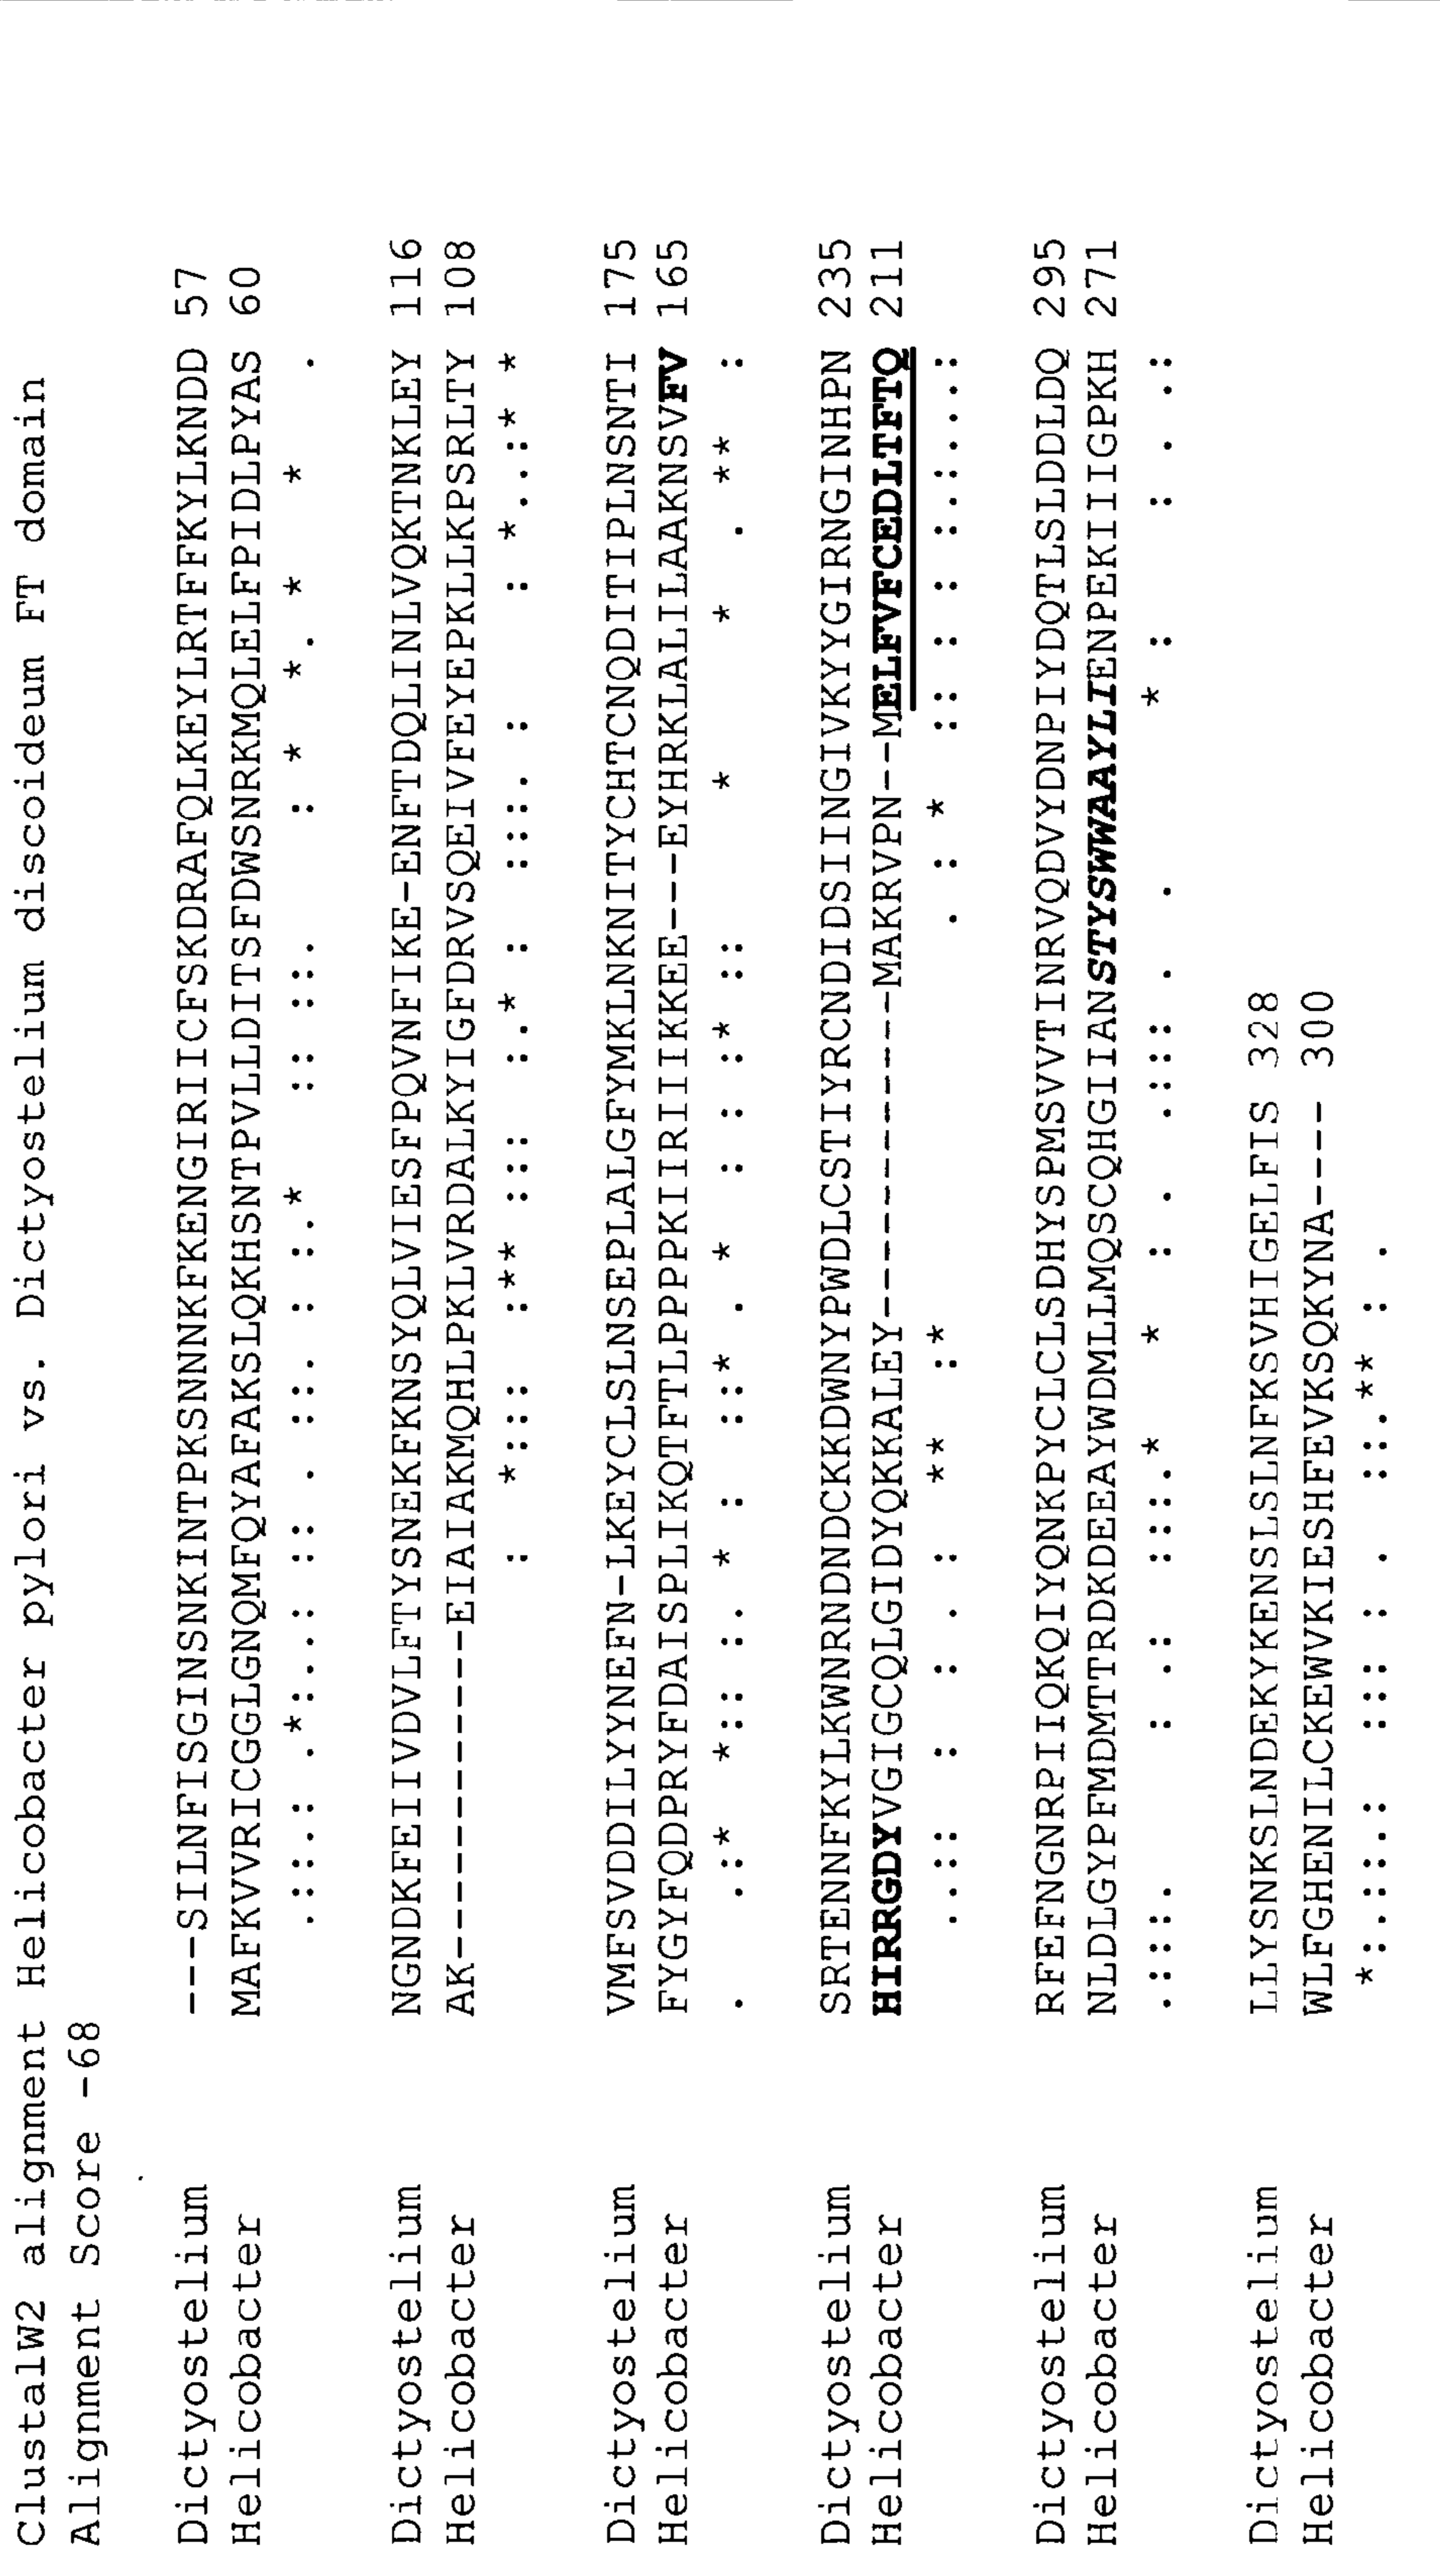 ClustalW2 alignment Helicobacter pylori vs. Dictyostelium discoideum FT domain
Alignment Score -68
Dictyostelium ---SILNFISGINSNKINTPKSNNNKFKENGIRIICFSKDRAFQLKEYLRTFFKYLKNDD 57
Helicobacter MAFKVVRICGGLGNQMFQYAFAKSLQKHSNTPVLLDITSFDWSNRKMQLELFPIDLPYAS 60
.::.: .*:..: :: . ::. : :.* :: ::. : * *. * * .
Dictyostelium NGNDKFEIIVDVLFTYSNEKFKNSYQLVIESFPQVNFIKE-ENFTDQLINLVQKTNKLEY 116
Helicobacter AK------------EIAIAKMQHLPKLVRDALKYIGFDRVSQEIVFEYEPKLLKPSRLTY 108
: *::: :** ::: :.* : :::. : : *..:* *
Dictyostelium VMFSVDDILYYNEFN-LKEYCLSLNSEPLALGFYMKLNKNITYCHTCNQDITIPLNSNTI 175
Helicobacter FYGYFQDPRYFDAISPLIKQTFTLPPPPKIIRIIIKKEE---EYHRKLALILAAKNSVFV 165
. .:* *:: :. * : ::* . * : : :* :: * * . ** :
Dictyostelium SRTENNFKYLKWNRNDNDCKKDWNYPWDLCSTIYRCNDIDSIINGIVKYYGIRNGINHPN 235
Helicobacter HIRRGDYVGIGCQLGIDYQKKALEY------------MAKRVPN--MELFVFCEDLTFTQ 211
.:: : : . : ** :* . : * :: : : :.:...:
Dictyostelium RFEFNGNRPIIQKQIYQNKPYCLCLSDHYSPMSVVTINRVQDVYDNPIYDQTLSLDDLDQ 295
Helicobacter NLDLGYPFMDMTTRDKDEEAYWDMLLMQSCQHGIIANSTYSWWAAYLIENPEKIIIGPKH 271
.:::. : .: :::.* * : . .::: . . * : : . .:
Dictyostelium LLYSNKSLNDEKYKENSLSLNFKSVHIGELFIS 328
Helicobacter WLFGHENILCKEWVKIESHFEVKSQKYNA---- 300
*:.::.: ::: : . ::.** : .